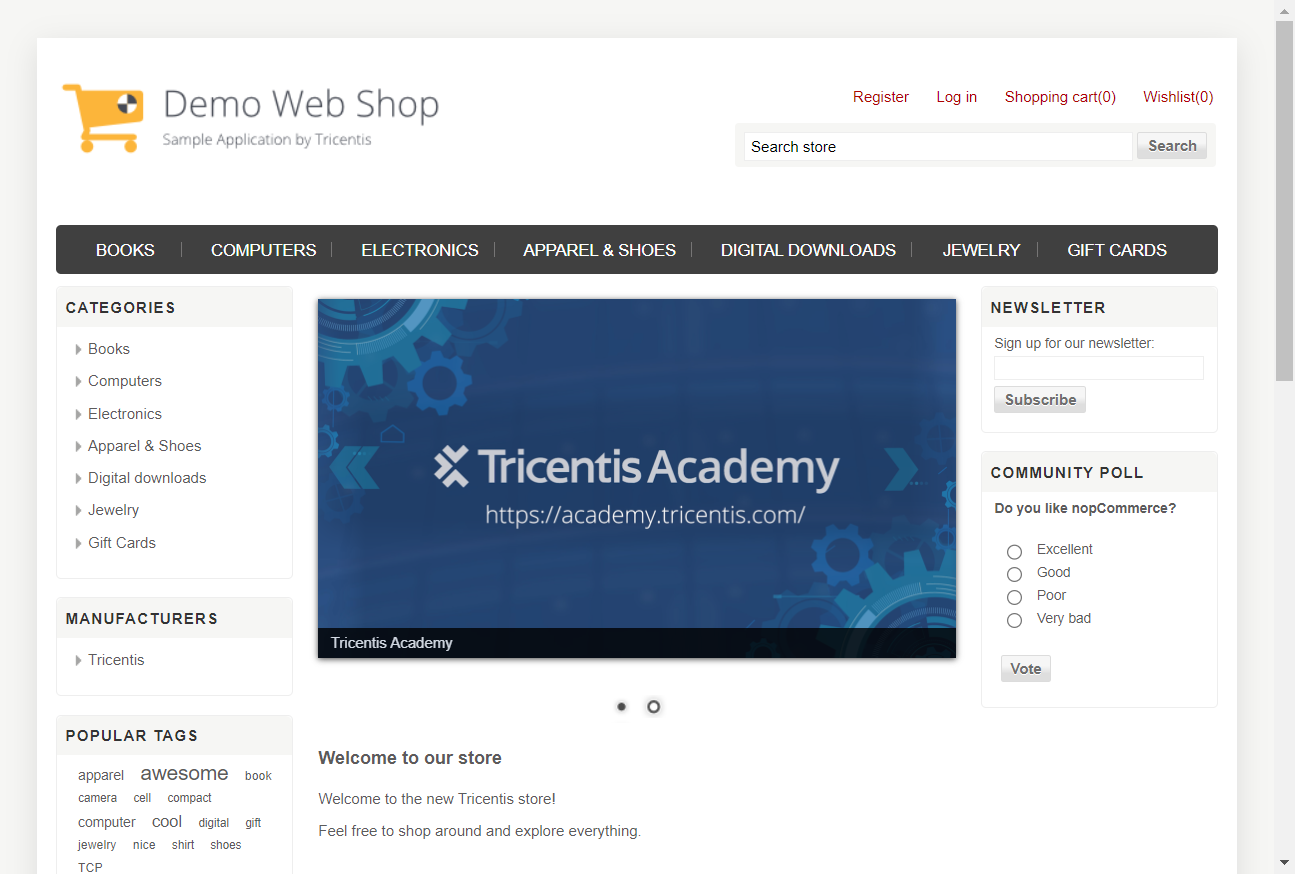 Demo Web Shop
Sample Application by Tricentis
Register Log in Shopping cart(0) Wishlist(0)
Search store Search
BOOKS COMPUTERS ELECTRONICS APPAREL & SHOES DIGITAL DOWNLOADS JEWELRY GIFT CARDS
CATEGORIES
Books
Computers
Electronics
Apparel & Shoes
Digital downloads
Jewelry
Gift Cards
MANUFACTURERS
Tricentis
POPULAR TAGS
apparel awesome book
camera cell compact
computer cool digital gift
jewelry nice shirt shoes
TCP
Tricentis Academy
https://academy.tricentis.com/
Tricentis Academy
Welcome to our store
Welcome to the new Tricentis store!
Feel free to shop around and explore everything.
NEWSLETTER
Sign up for our newsletter:
Subscribe
COMMUNITY POLL
Do you like nopCommerce?
Excellent
Good
Poor
Very bad
Vote